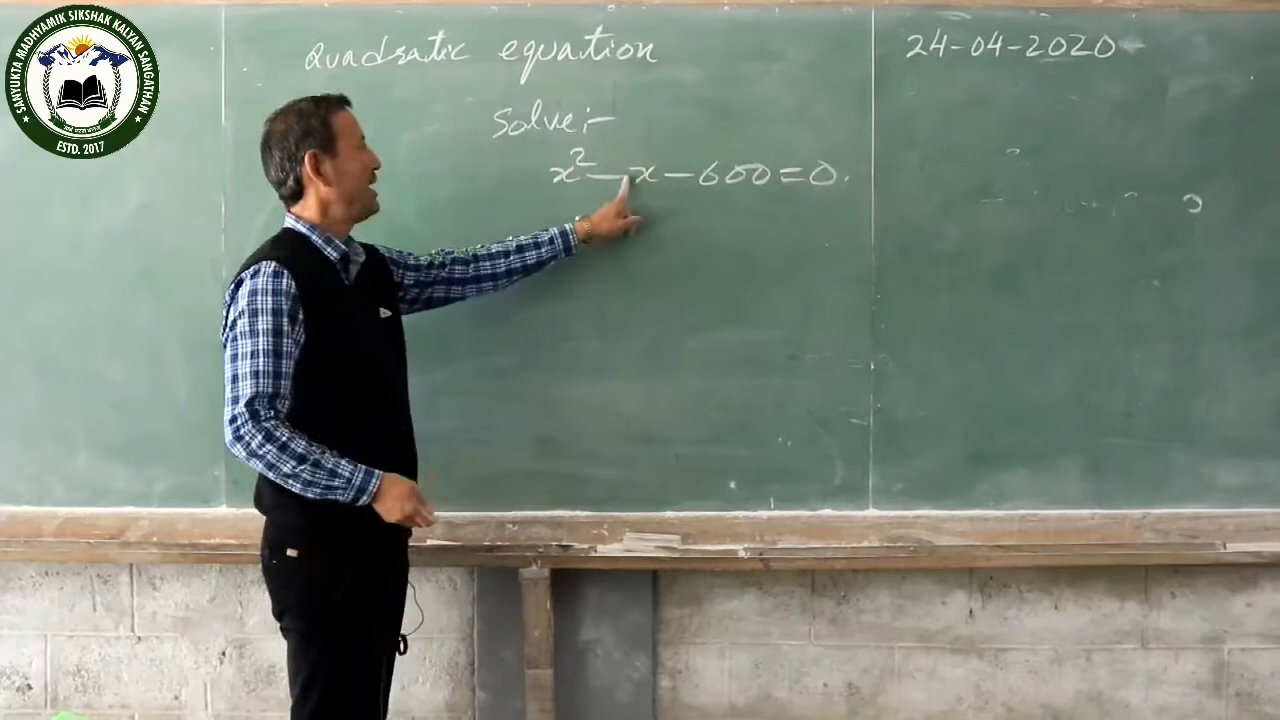 SANYUKTA MADHYAMIK SIKSHAK KALYAN SANGATHAN
ESTD. 2017
Quadratic equation
24-04-2020
Solve:-
x²-x-600=0.